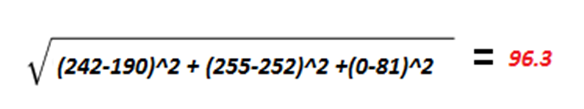 √(242-190)^2 + (255-252)^2 +(0-81)^2 = 96.3